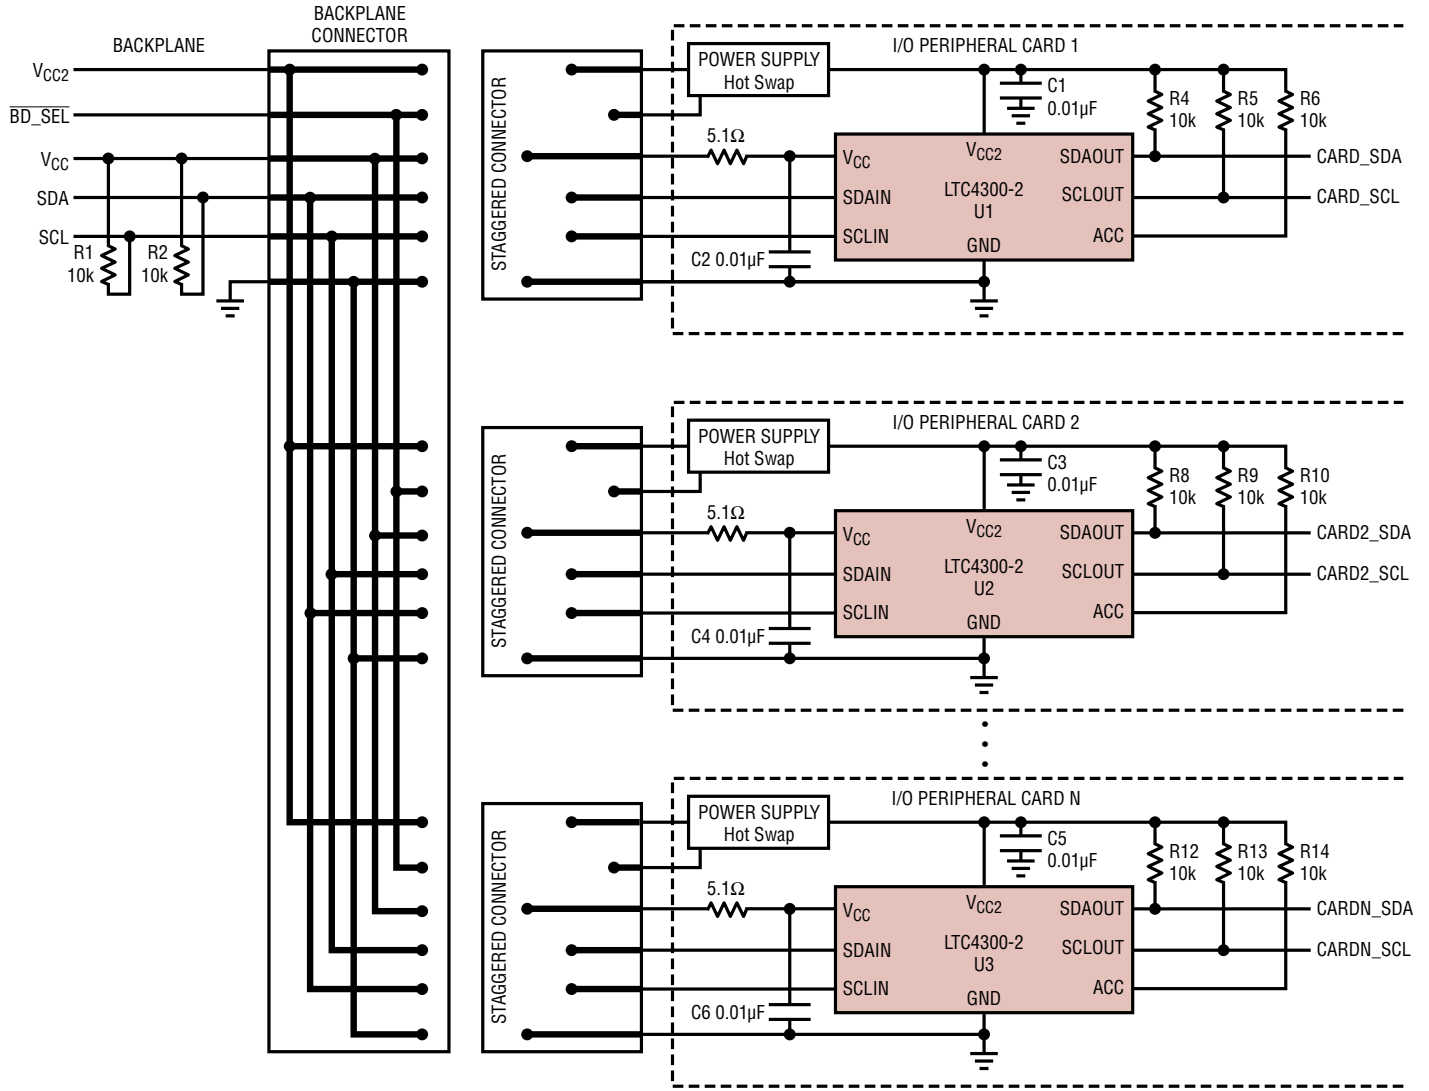 BACKPLANE
BACKPLANE
CONNECTOR
VCC2
BD_SEL
VCC
SDA
SCL
R1
10k
R2
10k
STAGGERED CONNECTOR
I/O PERIPHERAL CARD 1
POWER SUPPLY
Hot Swap
C1
0.01µF
R4
10k
R5
10k
R6
10k
5.1Ω
VCC
VCC2
SDAOUT
CARD_SDA
SDAIN
LTC4300-2
U1
SCLOUT
CARD_SCL
SCLIN
ACC
GND
C2 0.01µF
STAGGERED CONNECTOR
I/O PERIPHERAL CARD 2
POWER SUPPLY
Hot Swap
C3
0.01µF
R8
10k
R9
10k
R10
10k
5.1Ω
VCC
VCC2
SDAOUT
CARD2_SDA
SDAIN
LTC4300-2
U2
SCLOUT
CARD2_SCL
SCLIN
ACC
GND
C4 0.01µF
STAGGERED CONNECTOR
I/O PERIPHERAL CARD N
POWER SUPPLY
Hot Swap
C5
0.01µF
R12
10k
R13
10k
R14
10k
5.1Ω
VCC
VCC2
SDAOUT
CARDN_SDA
SDAIN
LTC4300-2
U3
SCLOUT
CARDN_SCL
SCLIN
ACC
GND
C6 0.01µF